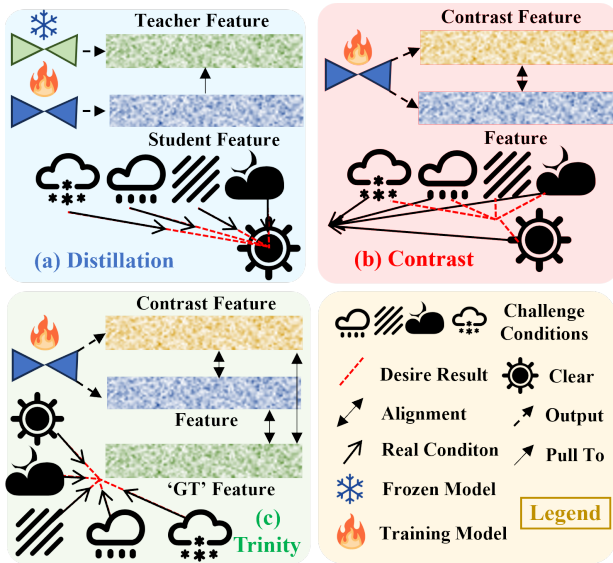 Teacher Feature
Student Feature
(a) Distillation
Contrast Feature
Feature
(b) Contrast
Contrast Feature
Feature
'GT' Feature
(c)
Trinity
Challenge
Conditions
Desire Result
Clear
Alignment
Output
Real Conditon
Pull To
Frozen Model
Training Model
Legend